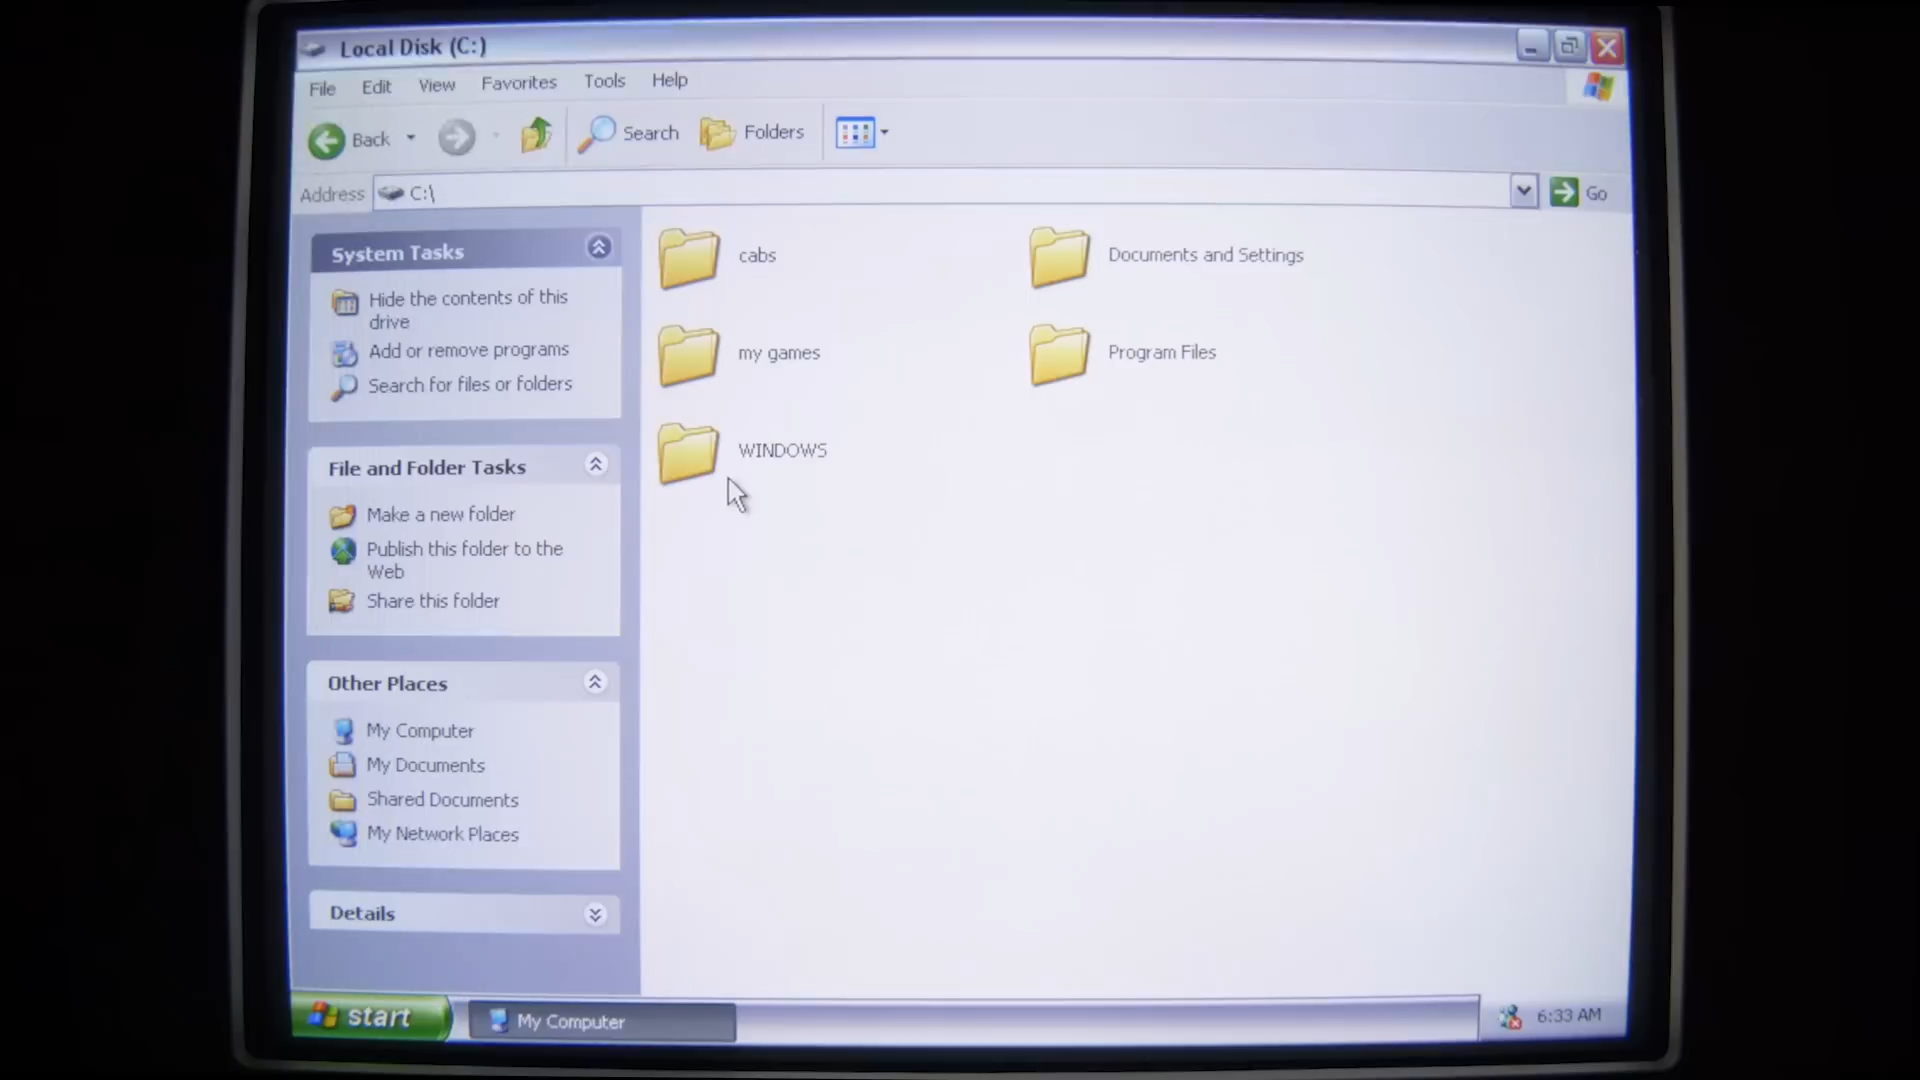 Local Disk (C:)
File Edit View Favorites Tools Help
Back Search Folders
Address C:\ Go
System Tasks
Hide the contents of this
drive
Add or remove programs
Search for files or folders
File and Folder Tasks
Make a new folder
Publish this folder to the
Web
Share this folder
Other Places
My Computer
My Documents
Shared Documents
My Network Places
Details
cabs Documents and Settings
my games Program Files
WINDOWS
start My Computer 6:33 AM